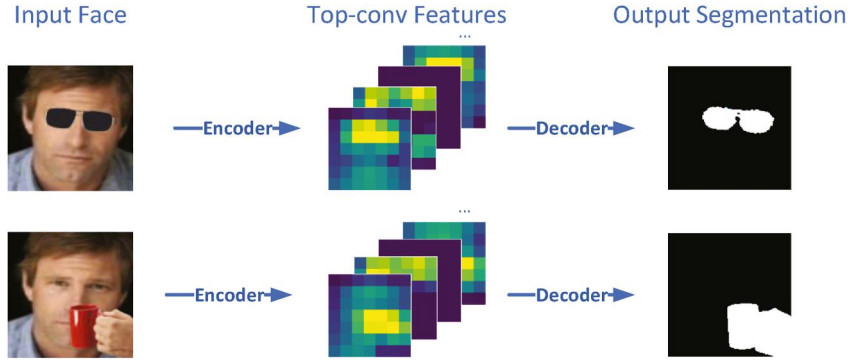 Input Face
Top-conv Features
Output Segmentation
...
Encoder
Decoder
...
Encoder
Decoder